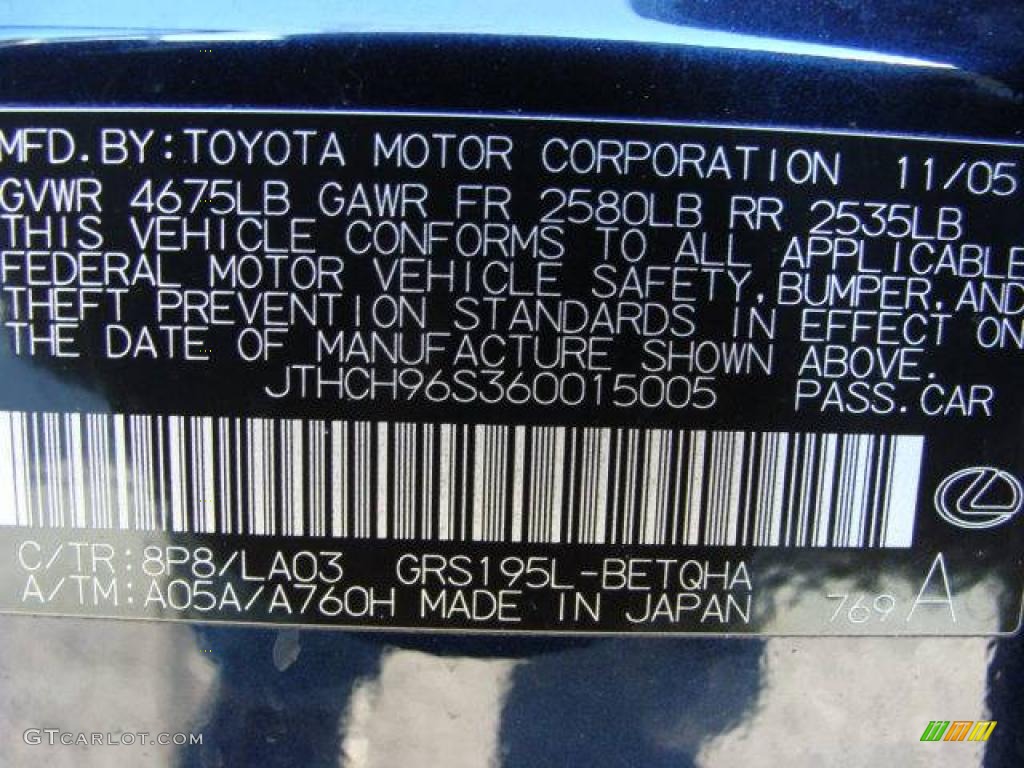 MFD.BY:TOYOTA MOTOR CORPORATION 11/05
GVWR 4675LB GAWR FR 2580LB RR 2535LB
THIS VEHICLE CONFORMS TO ALL APPLICABLE
FEDERAL MOTOR VEHICLE SAFETY,BUMPER,AND
THEFT PREVENTION STANDARDS IN EFFECT ON
THE DATE OF MANUFACTURE SHOWN ABOVE.
JTHCH96S360015005 PASS.CAR
C/TR:8P8/LA03 GRS195L-BETQHA
A/TM:A05A/A760H MADE IN JAPAN 769 A
GTCARLOT.COM